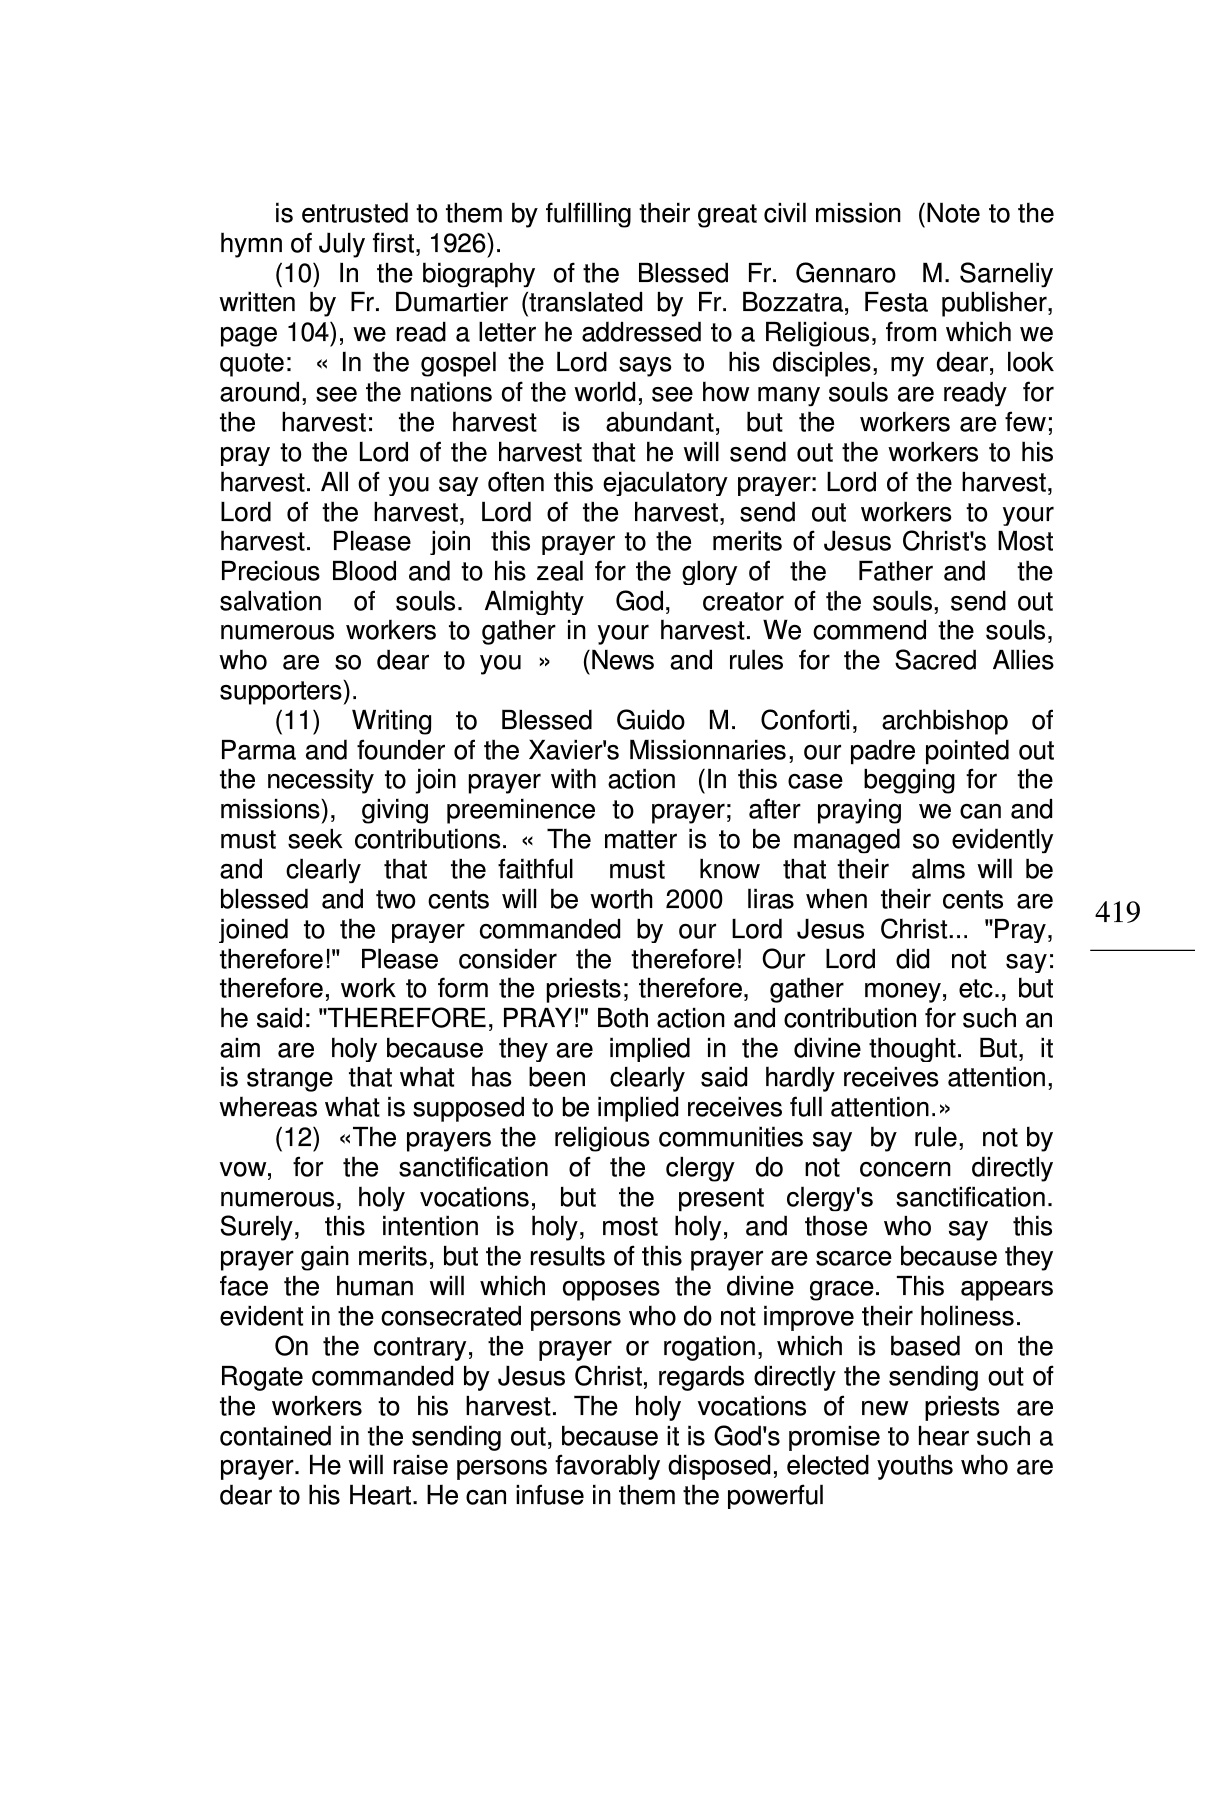 is entrusted to them by fulfilling their great civil mission (Note to the
hymn of July first, 1926).
(10) In the biography of the Blessed Fr. Gennaro M. Sarneliy
written by Fr. Dumartier (translated by Fr. Bozzatra, Festa publisher,
page 104), we read a letter he addressed to a Religious, from which we
quote: « In the gospel the Lord says to his disciples, my dear, look
around, see the nations of the world, see how many souls are ready for
the harvest: the harvest is abundant, but the workers are few;
pray to the Lord of the harvest that he will send out the workers to his
harvest. All of you say often this ejaculatory prayer: Lord of the harvest,
Lord of the harvest, Lord of the harvest, send out workers to your
harvest. Please join this prayer to the merits of Jesus Christ's Most
Precious Blood and to his zeal for the glory of the Father and the
salvation of souls. Almighty God, creator of the souls, send out
numerous workers to gather in your harvest. We commend the souls,
who are so dear to you » (News and rules for the Sacred Allies
supporters).
(11) Writing to Blessed Guido M. Conforti, archbishop of
Parma and founder of the Xavier's Missionnaries, our padre pointed out
the necessity to join prayer with action (In this case begging for the
missions), giving preeminence to prayer; after praying we can and
must seek contributions. « The matter is to be managed so evidently
and clearly that the faithful must know that their alms will be
blessed and two cents will be worth 2000 liras when their cents are
joined to the prayer commanded by our Lord Jesus Christ... "Pray,
therefore!" Please consider the therefore! Our Lord did not say:
therefore, work to form the priests; therefore, gather money, etc., but
he said: "THEREFORE, PRAY!" Both action and contribution for such an
aim are holy because they are implied in the divine thought. But, it
is strange that what has been clearly said hardly receives attention,
whereas what is supposed to be implied receives full attention.»
(12) «The prayers the religious communities say by rule, not by
vow, for the sanctification of the clergy do not concern directly
numerous, holy vocations, but the present clergy's sanctification.
Surely, this intention is holy, most holy, and those who say this
prayer gain merits, but the results of this prayer are scarce because they
face the human will which opposes the divine grace. This appears
evident in the consecrated persons who do not improve their holiness.
On the contrary, the prayer or rogation, which is based on the
Rogate commanded by Jesus Christ, regards directly the sending out of
the workers to his harvest. The holy vocations of new priests are
contained in the sending out, because it is God's promise to hear such a
prayer. He will raise persons favorably disposed, elected youths who are
dear to his Heart. He can infuse in them the powerful
419